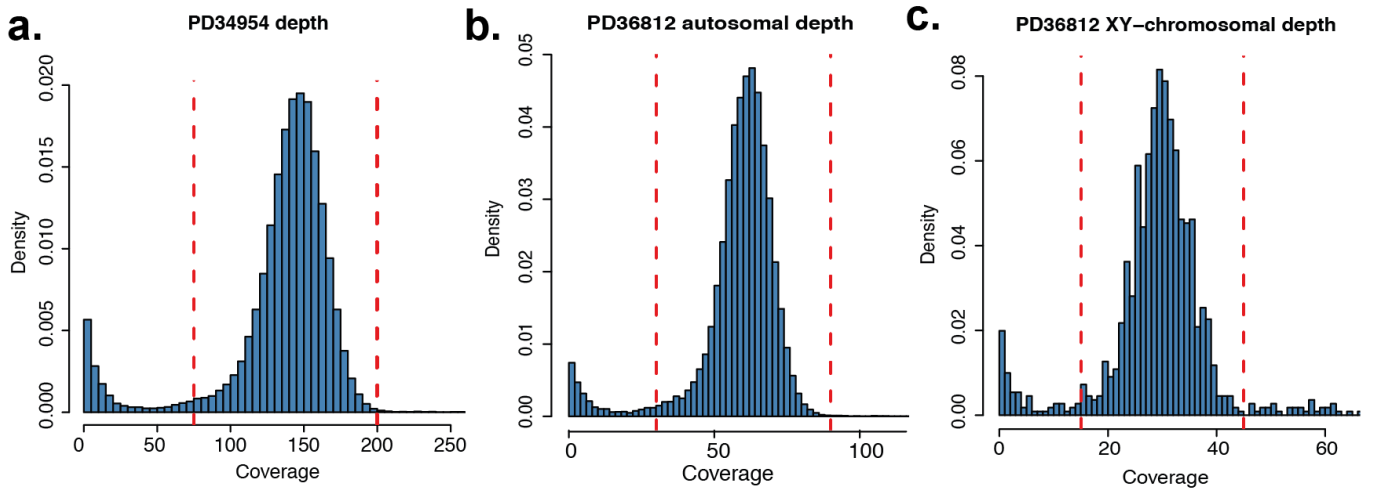 a.
PD34954 depth
Density
0.000
0.005
0.010
0.015
0.020
0
50
100
150
200
250
Coverage
b.
PD36812 autosomal depth
Density
0.00
0.01
0.02
0.03
0.04
0.05
0
50
100
Coverage
c.
PD36812 XY−chromosomal depth
Density
0.00
0.02
0.04
0.06
0.08
0
20
40
60
Coverage